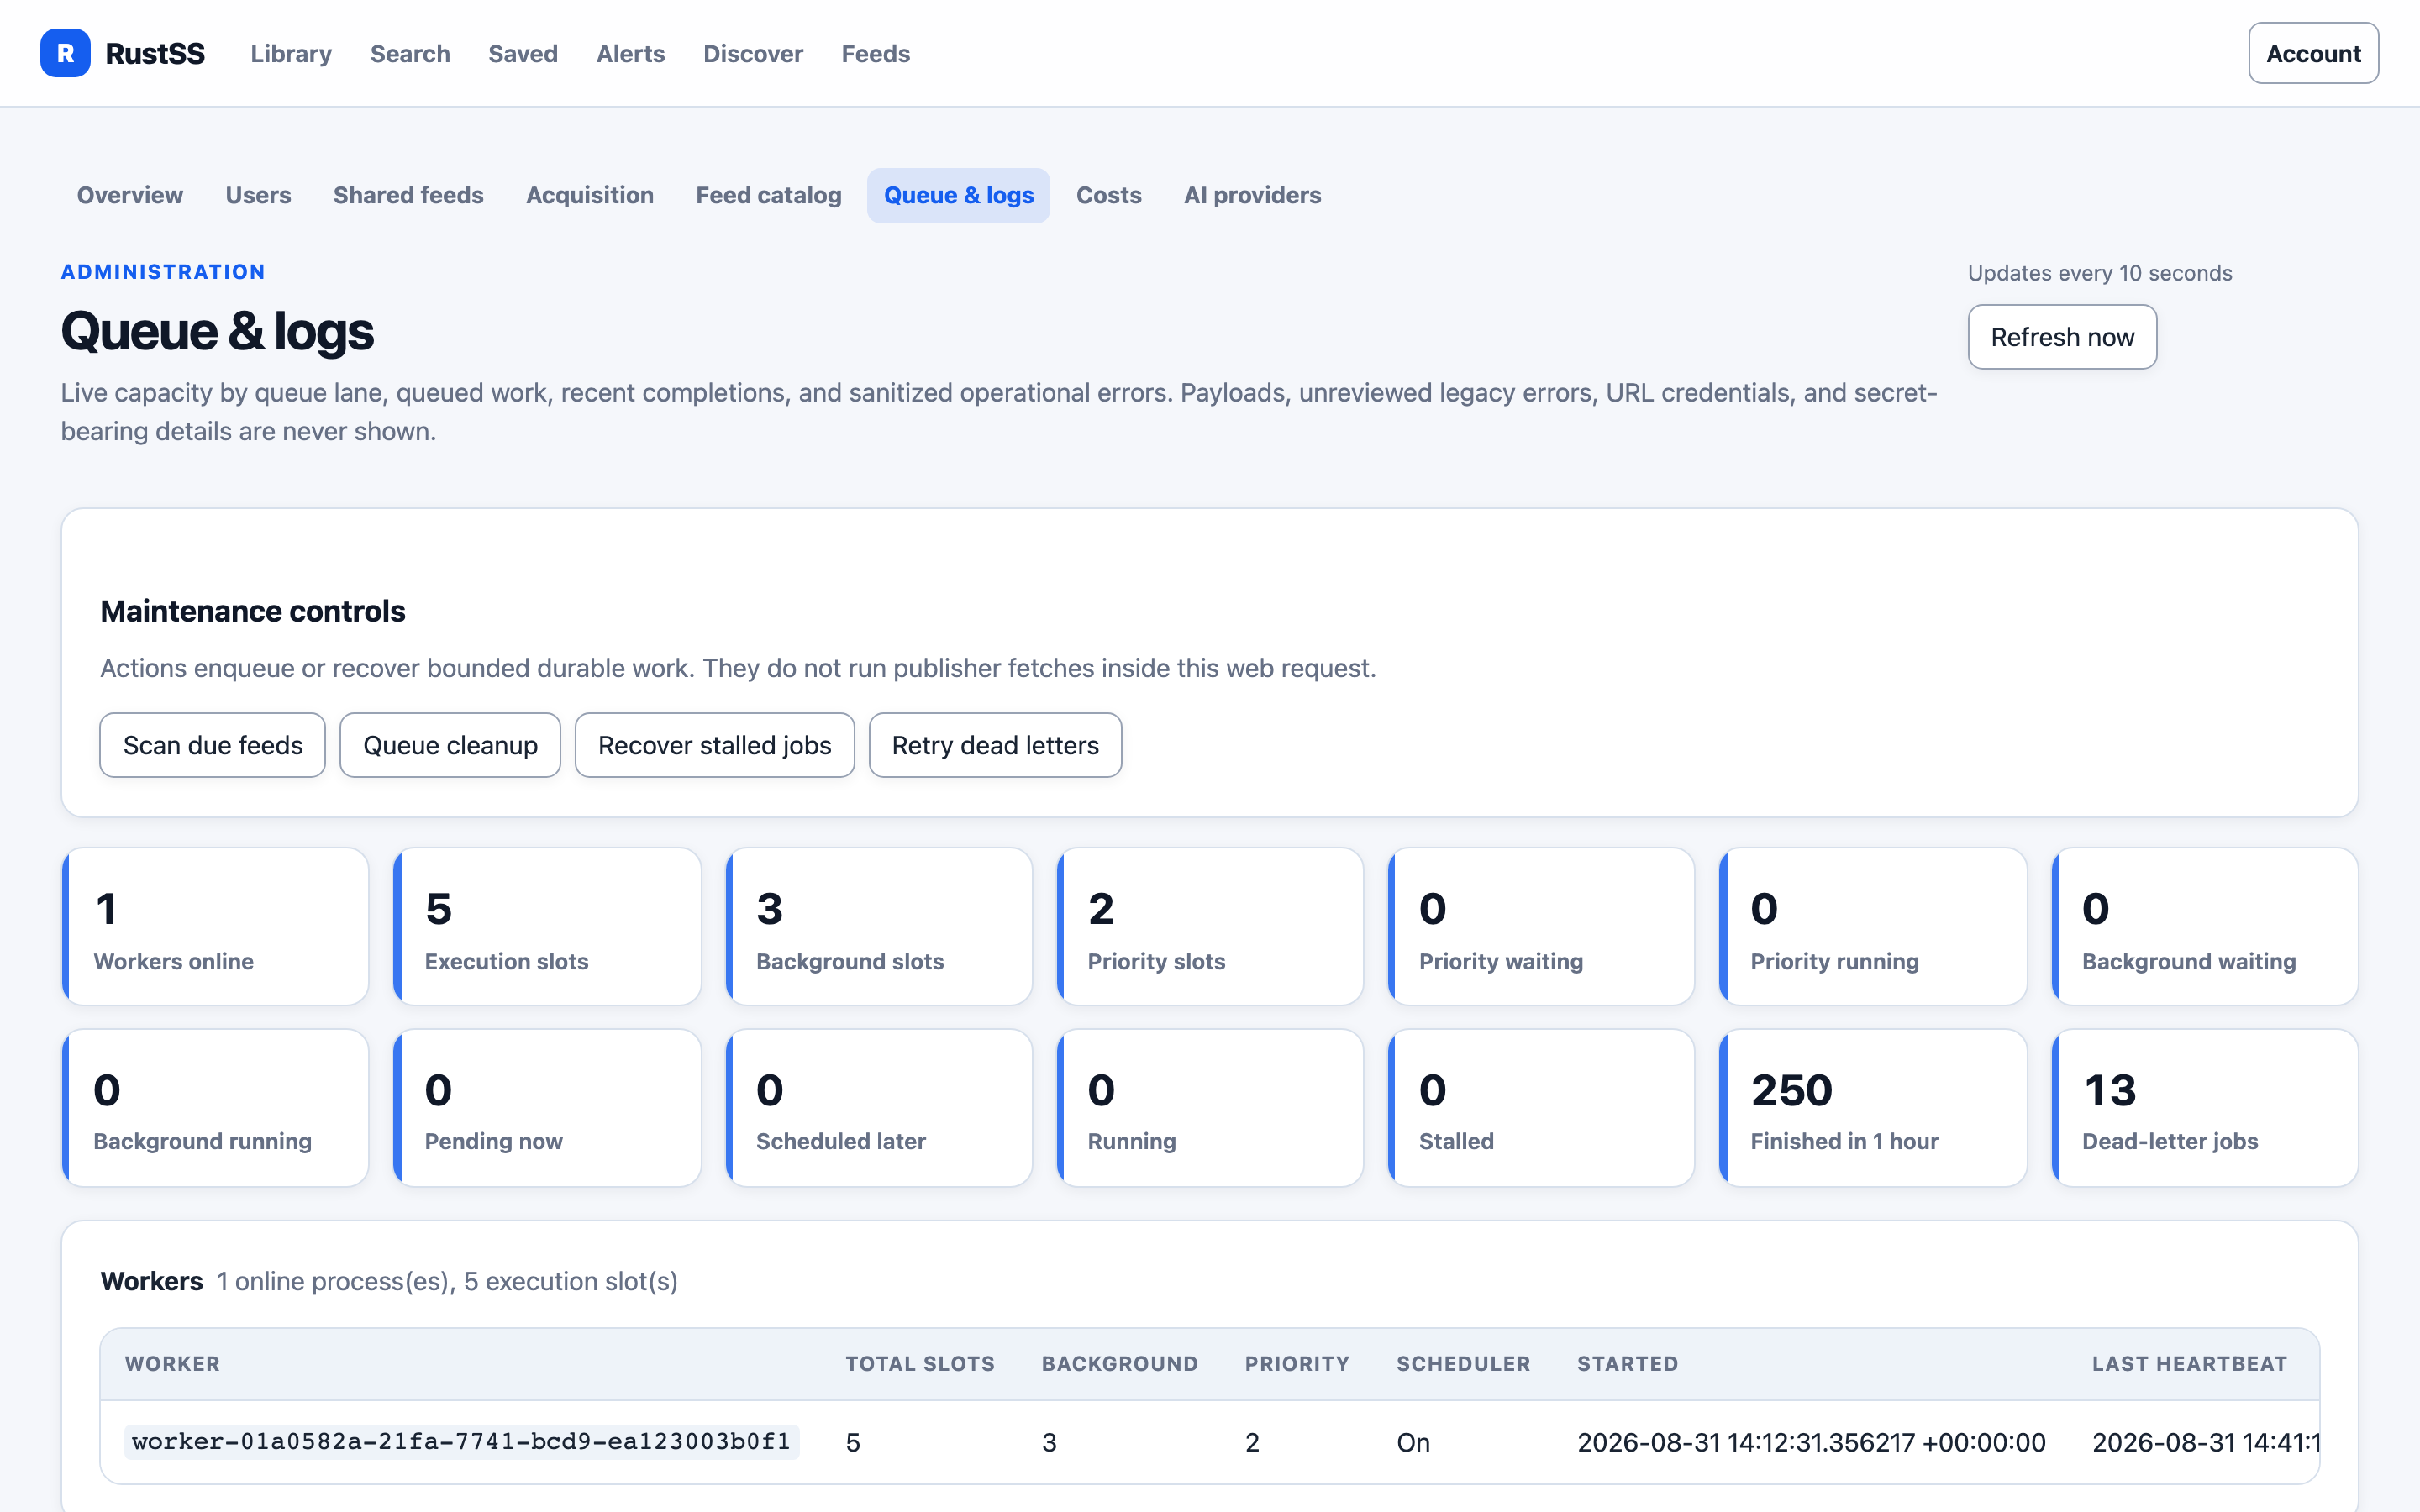 R RustSS Library Search Saved Alerts Discover Feeds Account
Overview Users Shared feeds Acquisition Feed catalog Queue & logs Costs AI providers
ADMINISTRATION
Updates every 10 seconds
Queue & logs
Refresh now
Live capacity by queue lane, queued work, recent completions, and sanitized operational errors. Payloads, unreviewed legacy errors, URL credentials, and secret-
bearing details are never shown.
Maintenance controls
Actions enqueue or recover bounded durable work. They do not run publisher fetches inside this web request.
Scan due feeds Queue cleanup Recover stalled jobs Retry dead letters
1 5 3 2 0 0 0
Workers online Execution slots Background slots Priority slots Priority waiting Priority running Background waiting
0 0 0 0 0 250 13
Background running Pending now Scheduled later Running Stalled Finished in 1 hour Dead-letter jobs
Workers 1 online process(es), 5 execution slot(s)
WORKER TOTAL SLOTS BACKGROUND PRIORITY SCHEDULER STARTED LAST HEARTBEAT
worker-01a0582a-21fa-7741-bcd9-ea123003b0f1 5 3 2 On 2026-08-31 14:12:31.356217 +00:00:00 2026-08-31 14:41:1